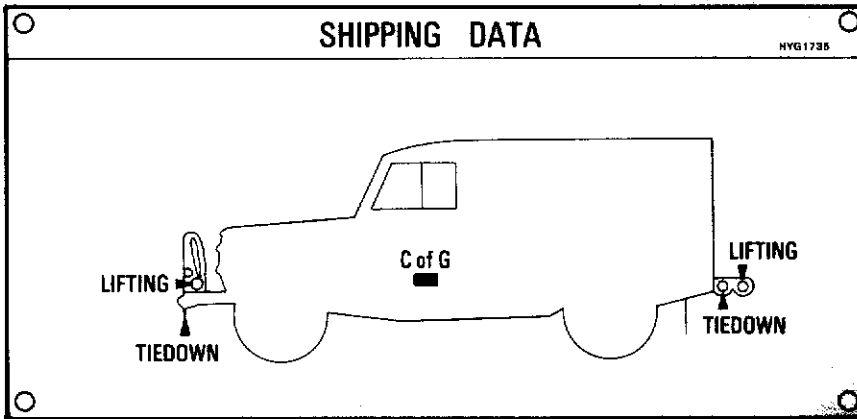 SHIPPING DATA
NYG1735
C of G
LIFTING
LIFTING
TIEDOWN
TIEDOWN